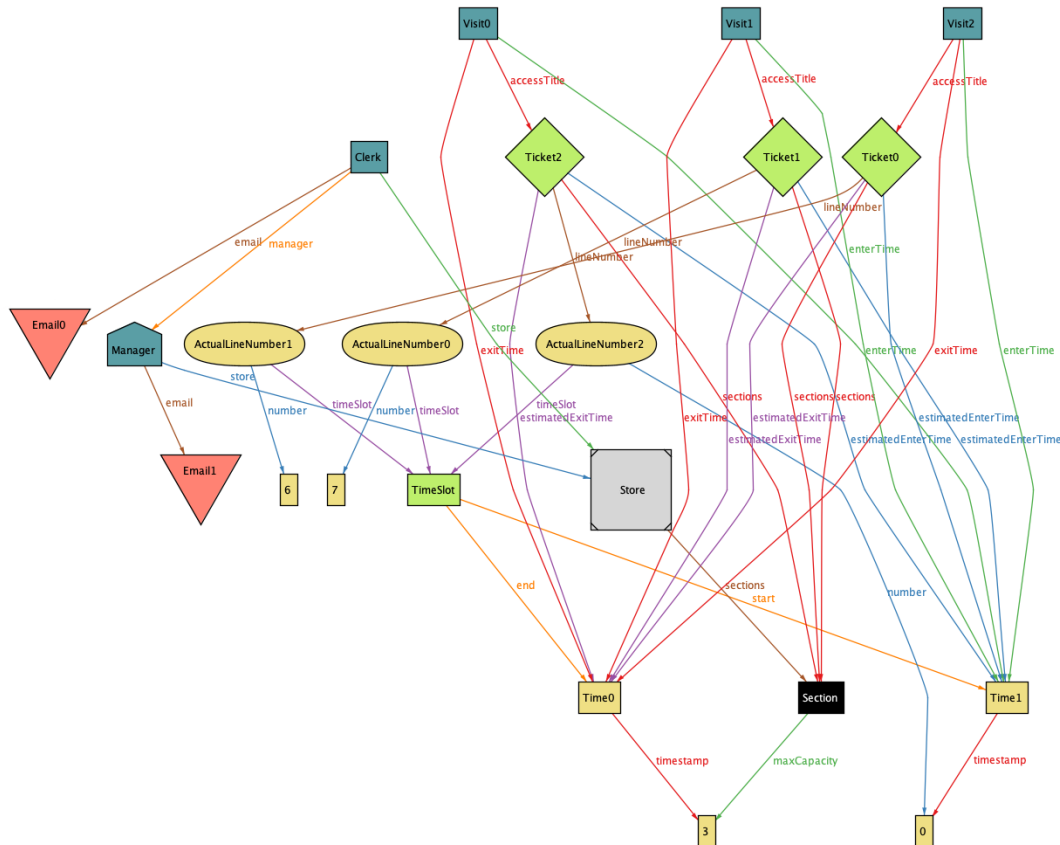 Visit0
Visit1
Visit2
accessTitle
accessTitle
accessTitle
Clerk
Ticket2
Ticket1
Ticket0
lineNumber
email
manager
lineNumber
enterTime
lineNumber
Email0
store
Manager
ActualLineNumber1
ActualLineNumber0
ActualLineNumber2
exitTime
enterTime
exitTime
enterTime
store
email
number
timeSlot
number
timeSlot
timeSlot
estimatedExitTime
sections
exitTime
sections
sections
estimatedExitTime
estimatedExitTime
estimatedEnterTime
estimatedEnterTime
estimatedEnterTime
Email1
6
7
TimeSlot
Store
end
start
sections
number
Time0
Section
Time1
timestamp
maxCapacity
timestamp
3
0